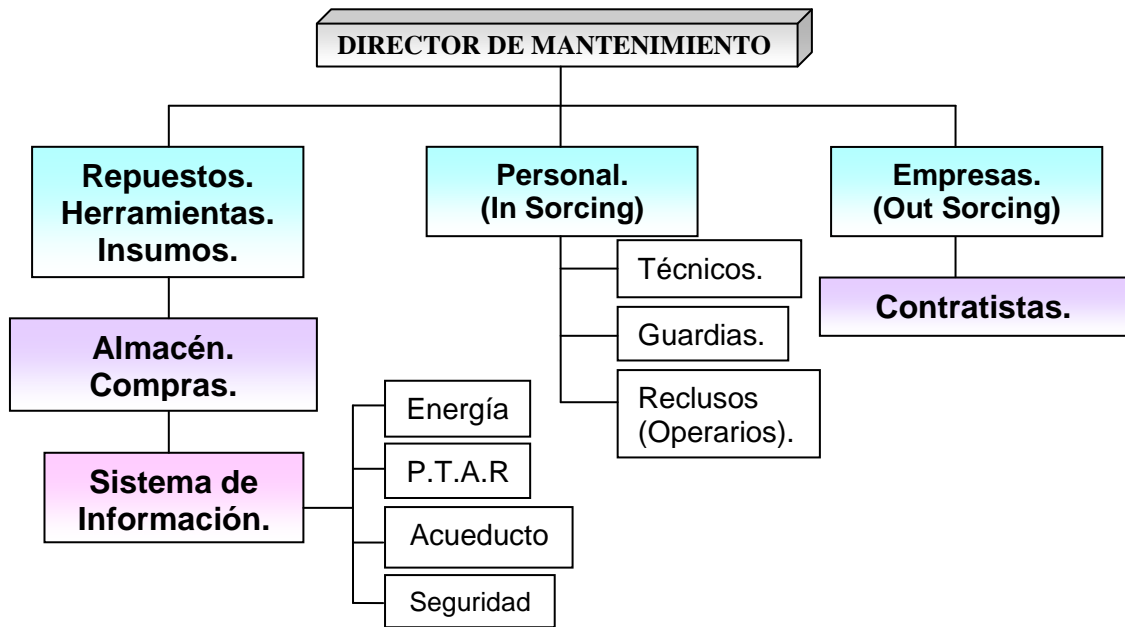 DIRECTOR DE MANTENIMIENTO
Repuestos.
Herramientas.
Insumos.
Personal.
(In Sorcing)
Empresas.
(Out Sorcing)
Técnicos.
Guardias.
Reclusos
(Operarios).
Contratistas.
Almacén.
Compras.
Sistema de
Información.
Energía
P.T.A.R
Acueducto
Seguridad